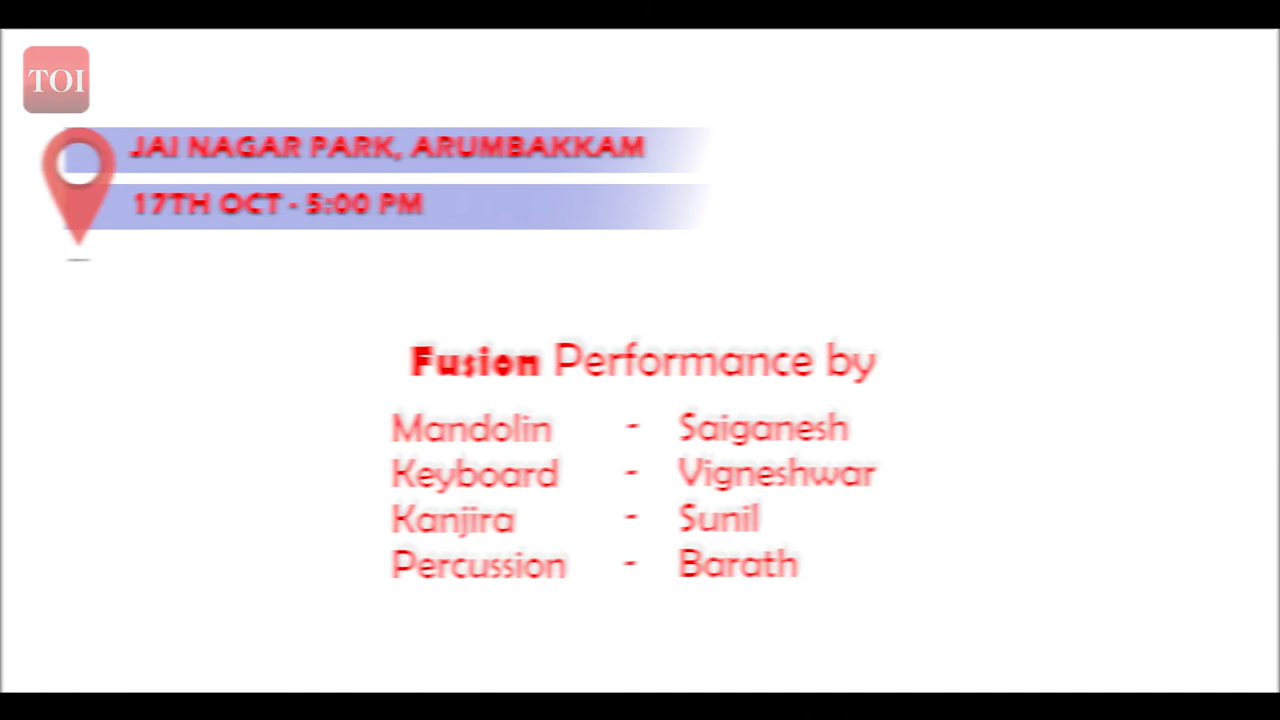 TOI
JAI NAGAR PARK, ARUMBAKKAM
17TH OCT - 5:00 PM
Fusion Performance by
Mandolin - Saiganesh
Keyboard - Vigneshwar
Kanjira - Sunil
Percussion - Barath